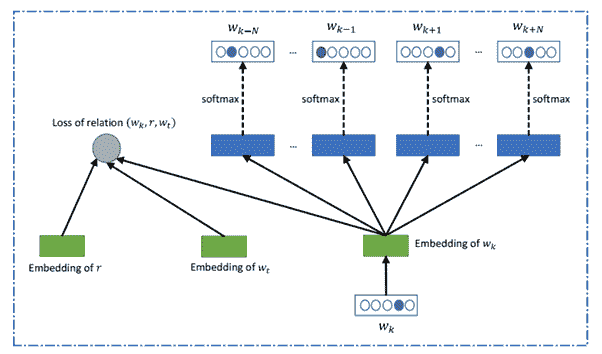 w_{k-N} ... w_{k-1} w_{k+1} ... w_{k+N}
softmax softmax softmax softmax
Loss of relation (w_k, r, w_t)
... ...
Embedding of r Embedding of w_t Embedding of w_k
w_k